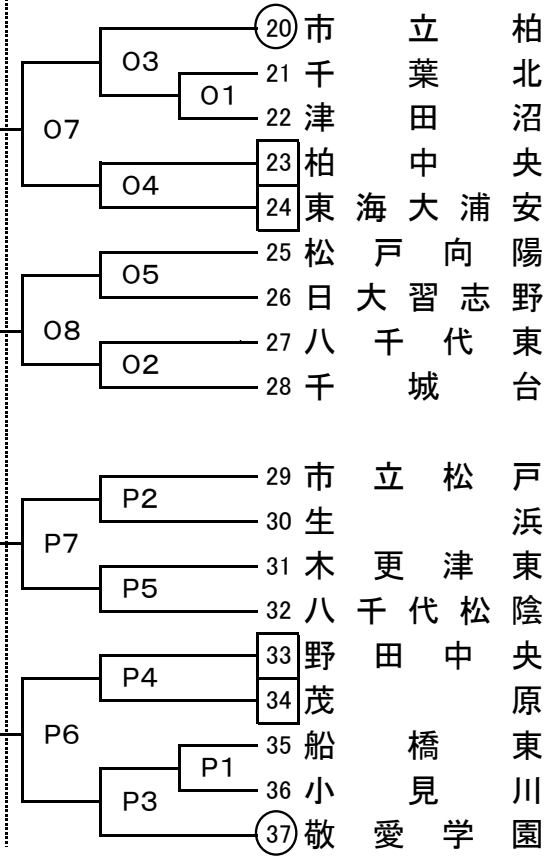 20 市立柏
O3
21 千葉北
O1
22 津田沼
O7
23 柏中央
O4
24 東海大浦安
25 松戸向陽
O5
26 日大習志野
O8
27 八千代東
O2
28 千城台
29 市立松戸
P2
30 生浜
P7
31 木更津東
P5
32 八千代松陰
33 野田中央
P4
34 茂原
P6
35 船橋東
P1
36 小見川
P3
37 敬愛学園